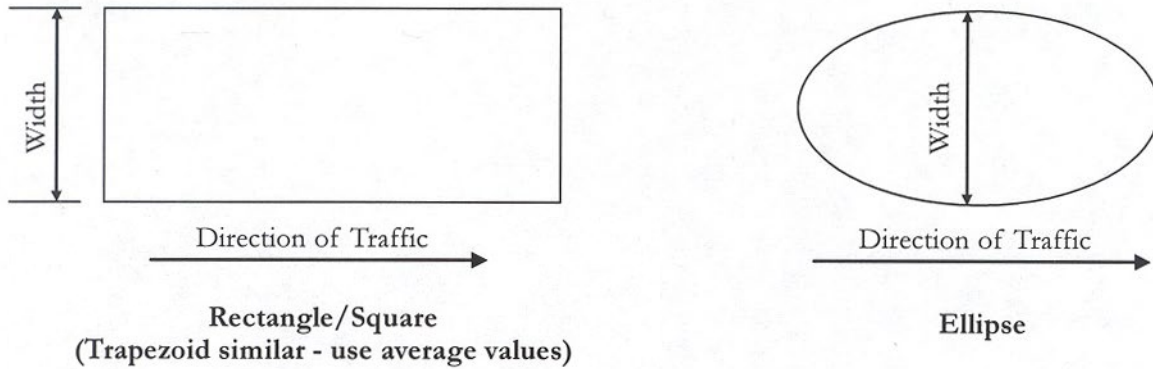 Width
Direction of Traffic
Rectangle/Square
(Trapezoid similar - use average values)
Width
Direction of Traffic
Ellipse